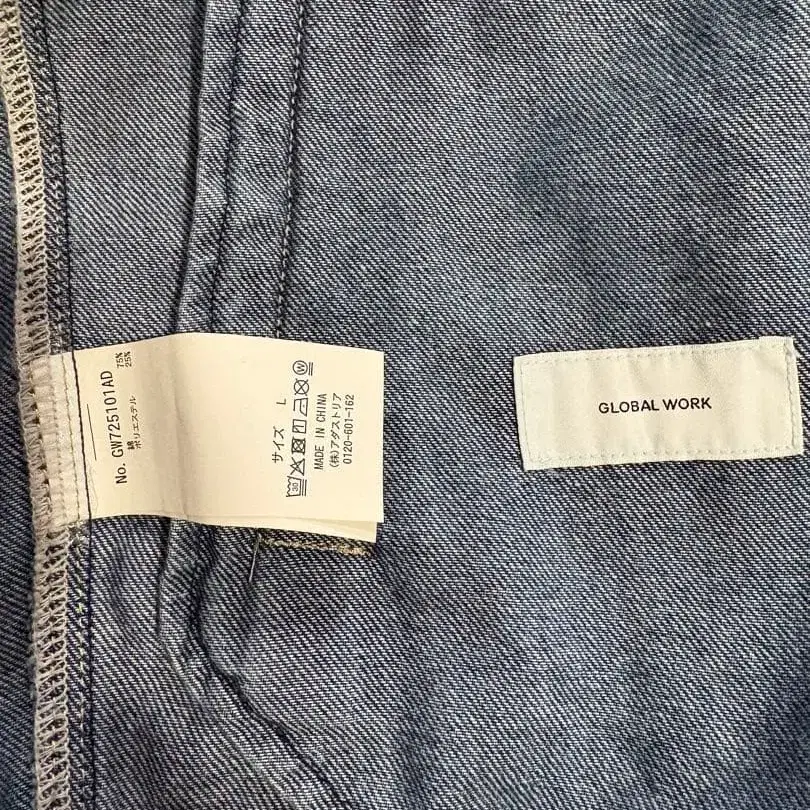 No. GW725101AD
綿 75%
ポリエステル 25%
サイズ L
30
MADE IN CHINA
(株)アダストリア
0120-601-162
GLOBAL WORK